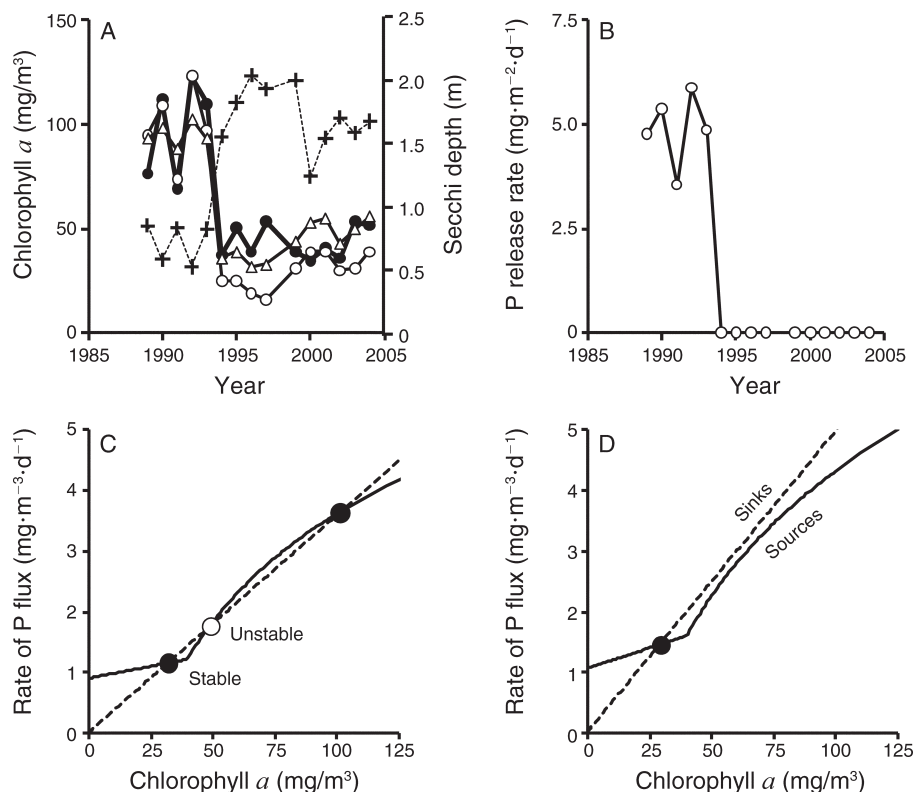 A
Chlorophyll a (mg/m³)
150
100
50
0
2.5
2.0
1.5
1.0
0.5
0
Secchi depth (m)
1985 1990 1995 2000 2005
Year
B
P release rate (mg·m⁻²·d⁻¹)
7.5
5.0
2.5
0
1985 1990 1995 2000 2005
Year
C
Rate of P flux (mg·m⁻³·d⁻¹)
5
4
3
2
1
0
Unstable
Stable
0 25 50 75 100 125
Chlorophyll a (mg/m³)
D
Rate of P flux (mg·m⁻³·d⁻¹)
5
4
3
2
1
0
Sinks
Sources
0 25 50 75 100 125
Chlorophyll a (mg/m³)